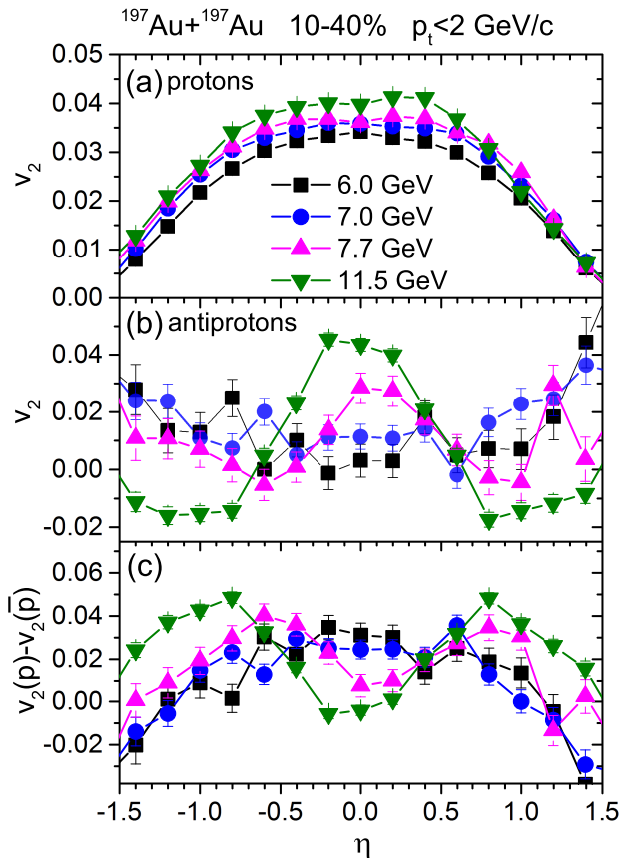 ¹⁹⁷Au+¹⁹⁷Au 10-40% pₜ<2 GeV/c
(a) protons
v₂
0.05
0.04
0.03
0.02
0.01
0.00
6.0 GeV
7.0 GeV
7.7 GeV
11.5 GeV
(b) antiprotons
v₂
0.04
0.02
0.00
-0.02
(c)
v₂(p)-v₂(p̅)
0.06
0.04
0.02
0.00
-0.02
-1.5 -1.0 -0.5 0.0 0.5 1.0 1.5
η